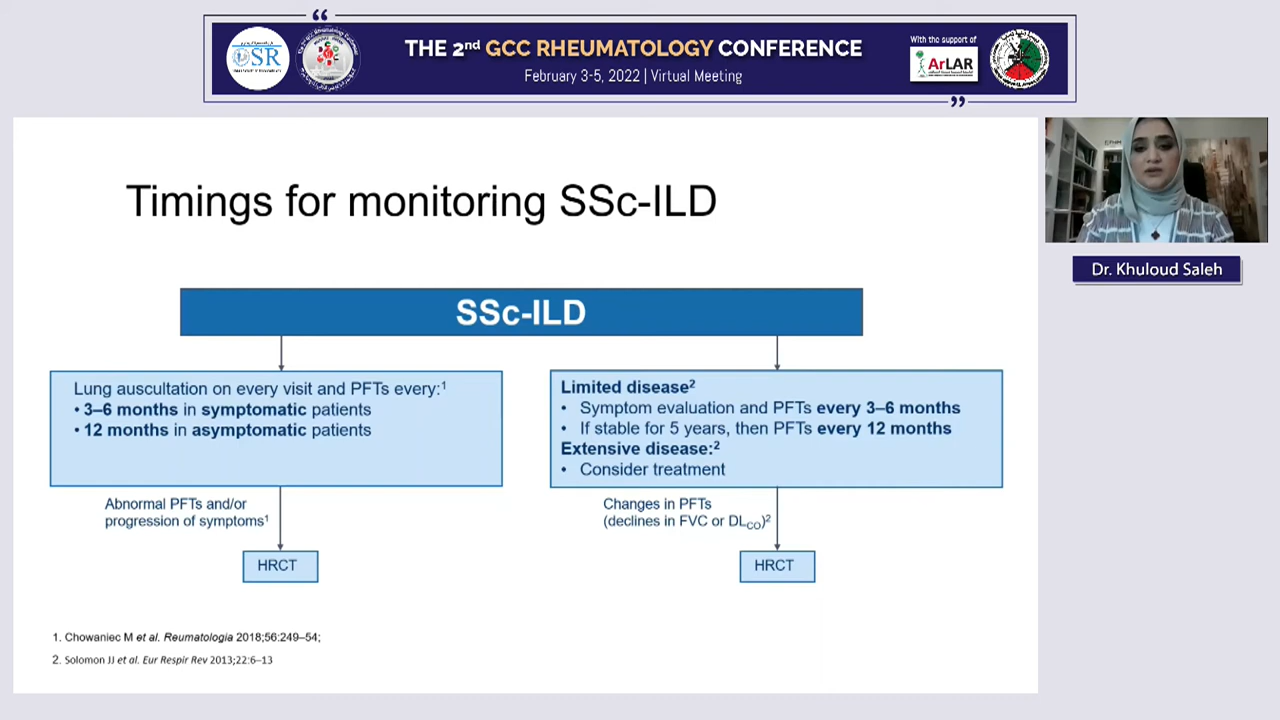 “
THE 2nd GCC RHEUMATOLOGY CONFERENCE
February 3-5, 2022 | Virtual Meeting
With the support of
OSR
ArLAR
”
Timings for monitoring SSc-ILD
Dr. Khuloud Saleh
SSc-ILD
Lung auscultation on every visit and PFTs every:1
• 3–6 months in symptomatic patients
• 12 months in asymptomatic patients
Abnormal PFTs and/or
progression of symptoms1
HRCT
Limited disease2
• Symptom evaluation and PFTs every 3–6 months
• If stable for 5 years, then PFTs every 12 months
Extensive disease:2
• Consider treatment
Changes in PFTs
(declines in FVC or DLCO)2
HRCT
1. Chowaniec M et al. Reumatologia 2018;56:249–54;
2. Solomon JJ et al. Eur Respir Rev 2013;22:6–13